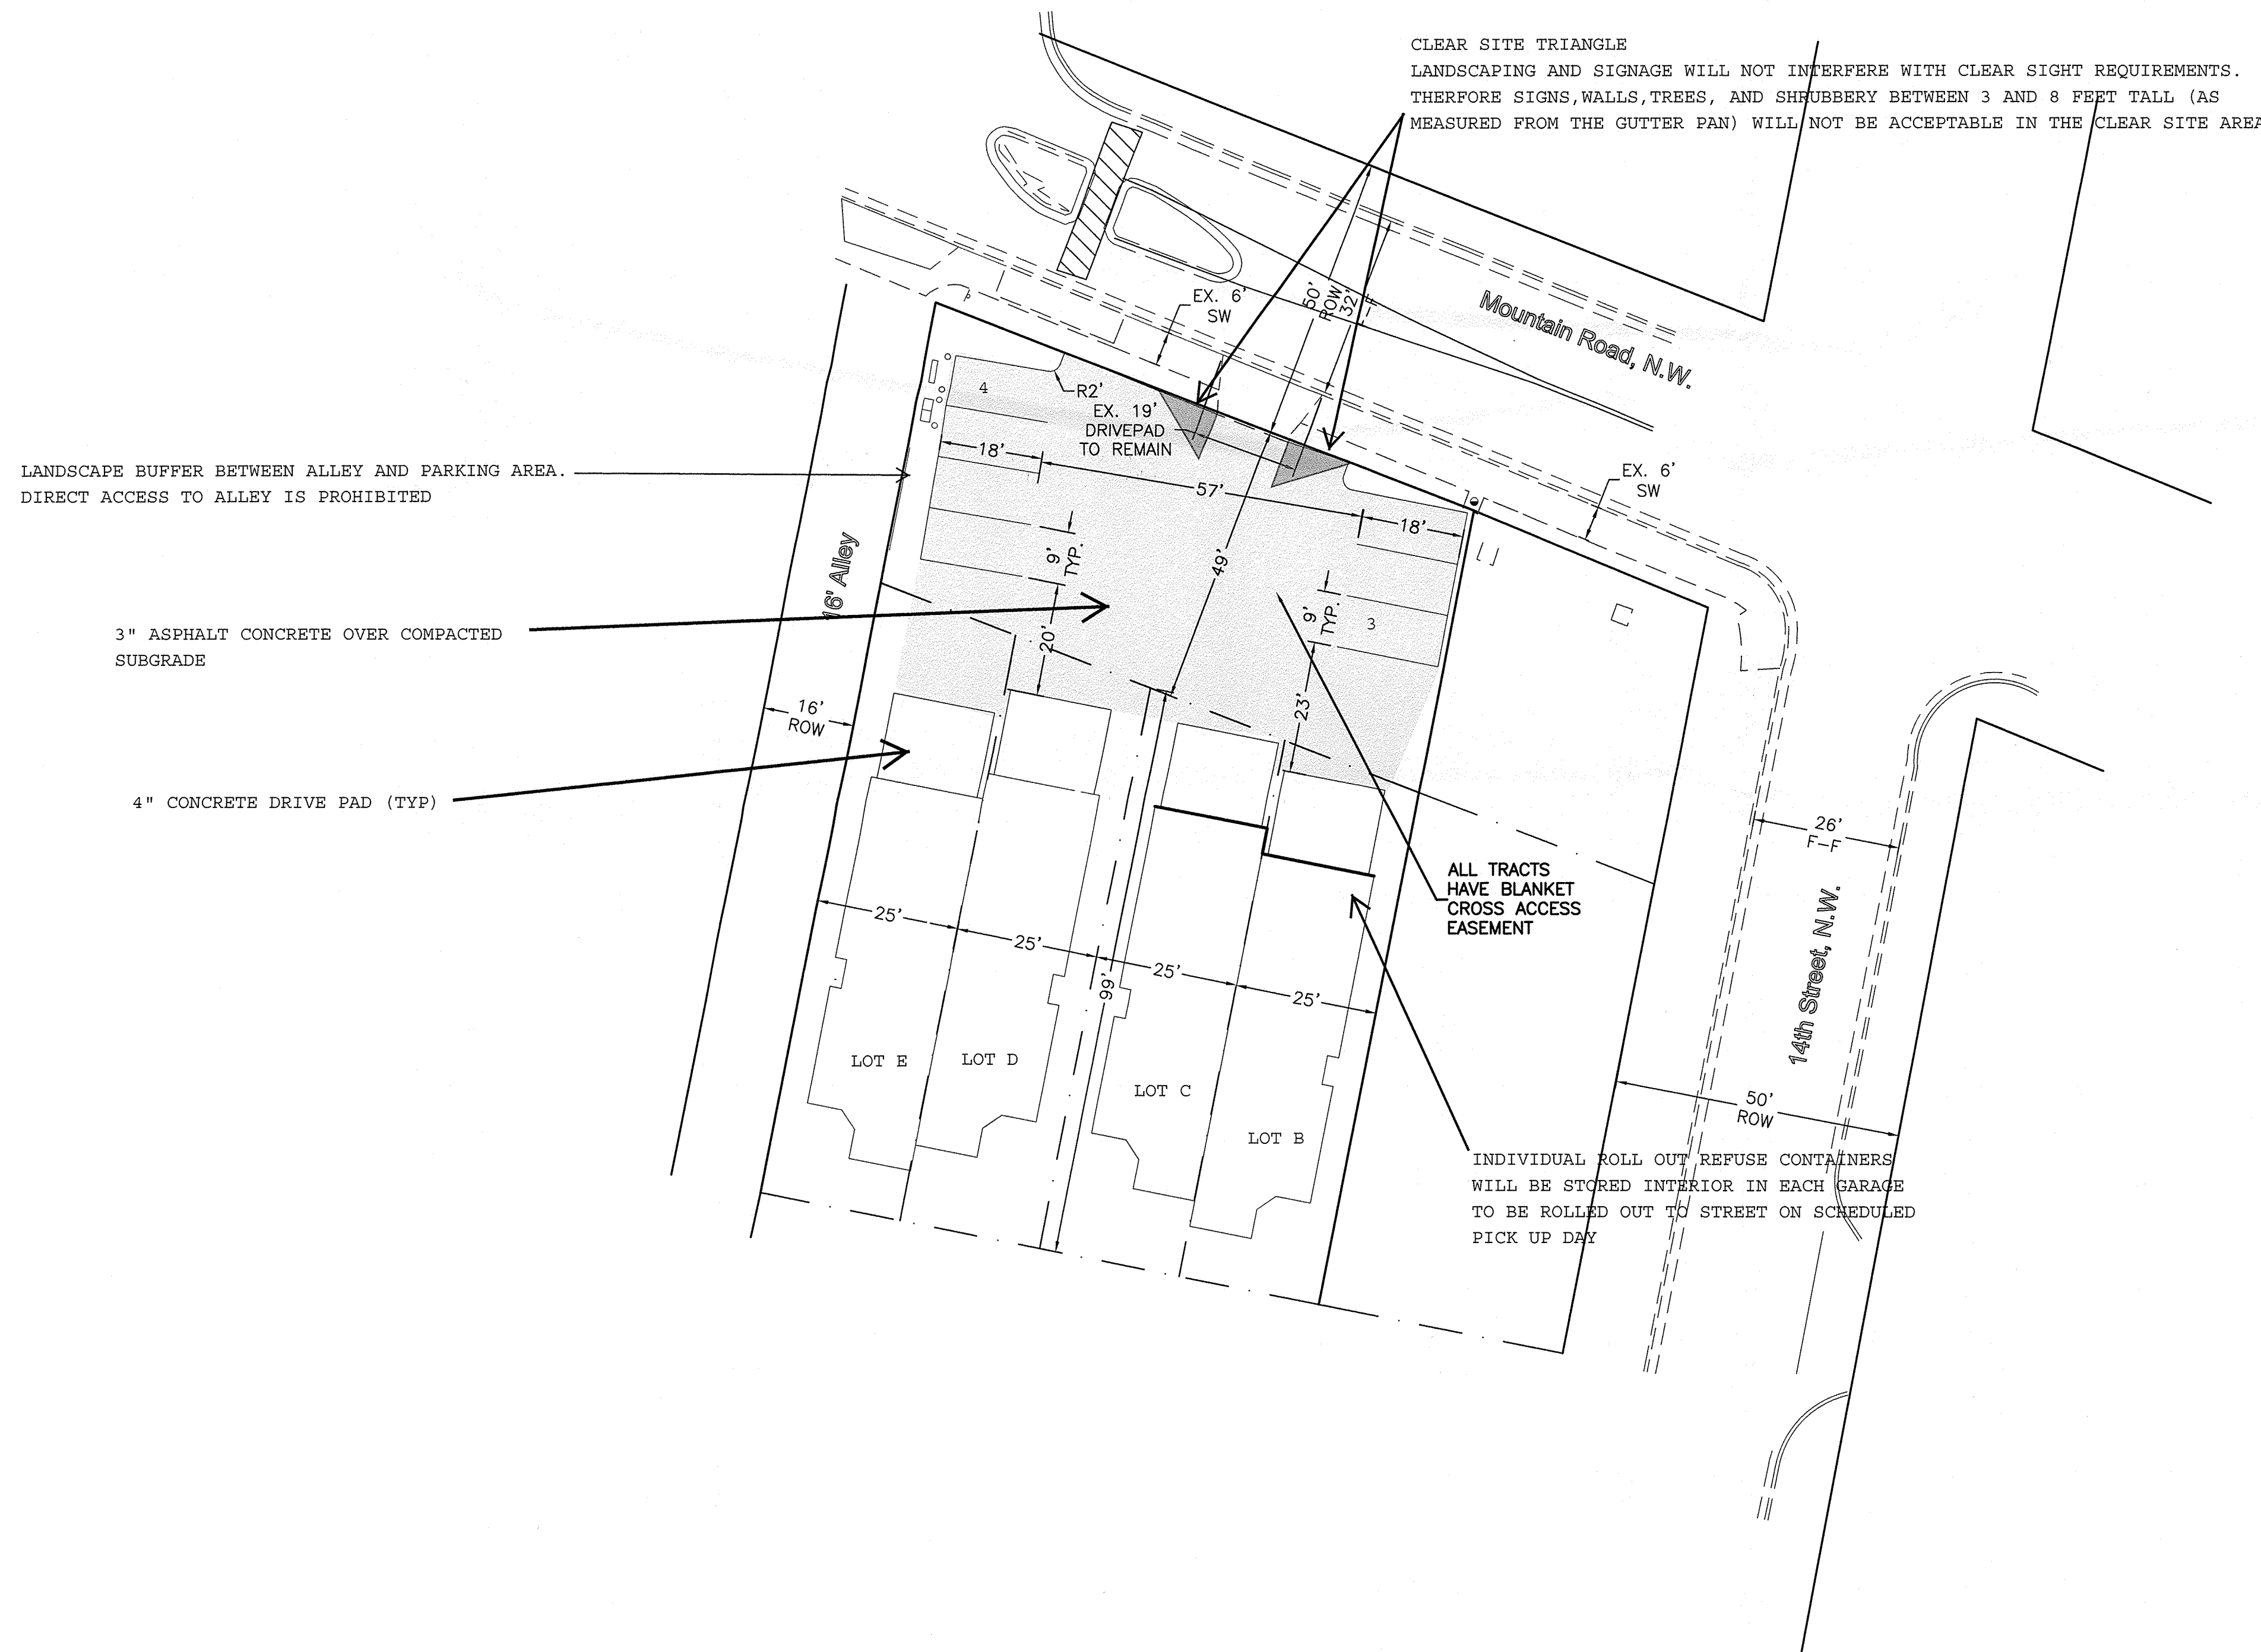 CLEAR SITE TRIANGLE
LANDSCAPING AND SIGNAGE WILL NOT INTERFERE WITH CLEAR SIGHT REQUIREMENTS.
THERFORE SIGNS,WALLS,TREES, AND SHRUBBERY BETWEEN 3 AND 8 FEET TALL (AS
MEASURED FROM THE GUTTER PAN) WILL NOT BE ACCEPTABLE IN THE CLEAR SITE AREA
EX. 6'
SW
50'
ROW
32'
F-F
Mountain Road, N.W.
4
R2'
EX. 19'
DRIVEPAD
TO REMAIN
18'
57'
18'
EX. 6'
SW
LANDSCAPE BUFFER BETWEEN ALLEY AND PARKING AREA.
DIRECT ACCESS TO ALLEY IS PROHIBITED
16' Alley
9'
TYP.
49'
9'
TYP.
3
3" ASPHALT CONCRETE OVER COMPACTED
SUBGRADE
20'
23'
16'
ROW
4" CONCRETE DRIVE PAD (TYP)
26'
F-F
ALL TRACTS
HAVE BLANKET
CROSS ACCESS
EASEMENT
25'
25'
25'
25'
99'
14th Street, N.W.
LOT E
LOT D
LOT C
LOT B
50'
ROW
INDIVIDUAL ROLL OUT REFUSE CONTAINERS
WILL BE STORED INTERIOR IN EACH GARAGE
TO BE ROLLED OUT TO STREET ON SCHEDULED
PICK UP DAY